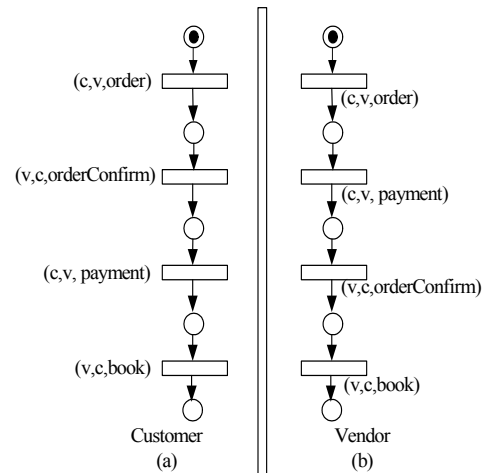 (c,v,order)
(v,c,orderConfirm)
(c,v, payment)
(v,c,book)
Customer
(a)
(c,v,order)
(c,v, payment)
(v,c,orderConfirm)
(v,c,book)
Vendor
(b)